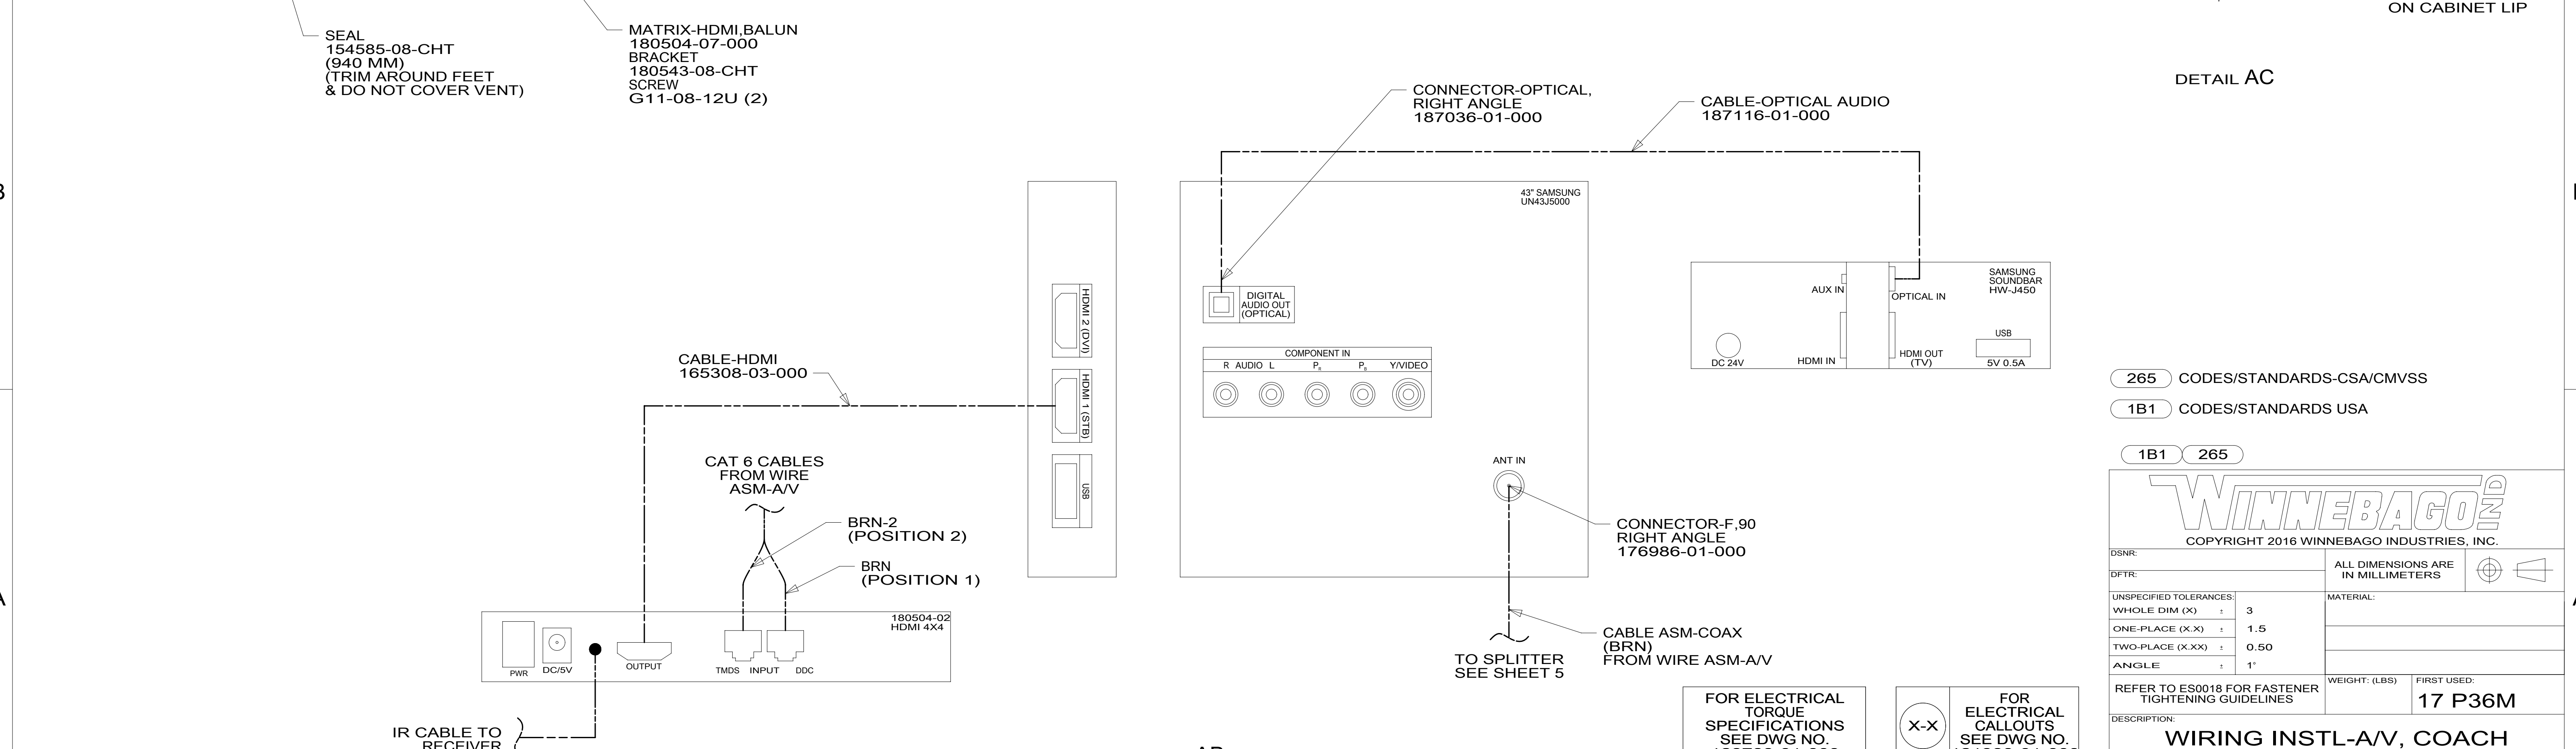 ON CABINET LIP
SEAL
154585-08-CHT
(940 MM)
(TRIM AROUND FEET
& DO NOT COVER VENT)
MATRIX-HDMI,BALUN
180504-07-000
BRACKET
180543-08-CHT
SCREW
G11-08-12U (2)
DETAIL AC
CONNECTOR-OPTICAL,
RIGHT ANGLE
187036-01-000
CABLE-OPTICAL AUDIO
187116-01-000
43" SAMSUNG
UN43J5000
DIGITAL
AUDIO OUT
(OPTICAL)
COMPONENT IN
R AUDIO L
Y/VIDEO
ANT IN
SAMSUNG
SOUNDBAR
HW-J450
AUX IN
OPTICAL IN
USB
DC 24V
HDMI IN
HDMI OUT
(TV)
5V 0.5A
HDMI 2 (DVI)
HDMI 1 (STB)
USB
CABLE-HDMI
165308-03-000
CAT 6 CABLES
FROM WIRE
ASM-A/V
BRN-2
(POSITION 2)
BRN
(POSITION 1)
180504-02
HDMI 4X4
PWR
DC/5V
OUTPUT
TMDS INPUT DDC
IR CABLE TO
RECEIVER
CONNECTOR-F,90
RIGHT ANGLE
176986-01-000
CABLE ASM-COAX
(BRN)
FROM WIRE ASM-A/V
TO SPLITTER
SEE SHEET 5
265 CODES/STANDARDS-CSA/CMVSS
1B1 CODES/STANDARDS USA
1B1 265
WINNEBAGO IND
COPYRIGHT 2016 WINNEBAGO INDUSTRIES, INC.
DSNR:
DFTR:
ALL DIMENSIONS ARE
IN MILLIMETERS
UNSPECIFIED TOLERANCES:
WHOLE DIM (X) ± 3
ONE-PLACE (X.X) ± 1.5
TWO-PLACE (X.XX) ± 0.50
ANGLE ± 1°
MATERIAL:
REFER TO ES0018 FOR FASTENER
TIGHTENING GUIDELINES
WEIGHT: (LBS)
FIRST USED:
17 P36M
DESCRIPTION:
WIRING INSTL-A/V, COACH
FOR ELECTRICAL
TORQUE
SPECIFICATIONS
SEE DWG NO.
X-X
FOR
ELECTRICAL
CALLOUTS
SEE DWG NO.